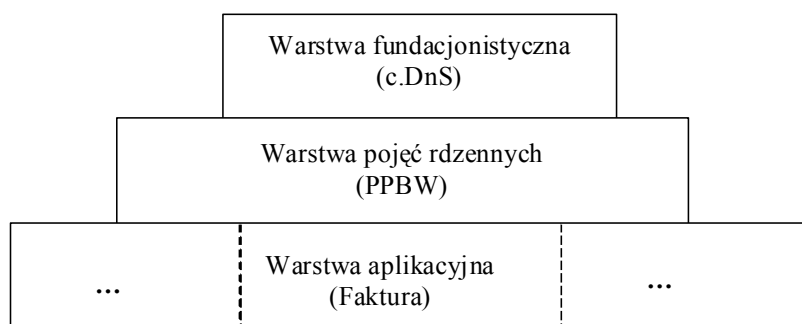 Warstwa fundacjonistyczna
(c.DnS)
Warstwa pojęć rdzennych
(PPBW)
...
Warstwa aplikacyjna
(Faktura)
...